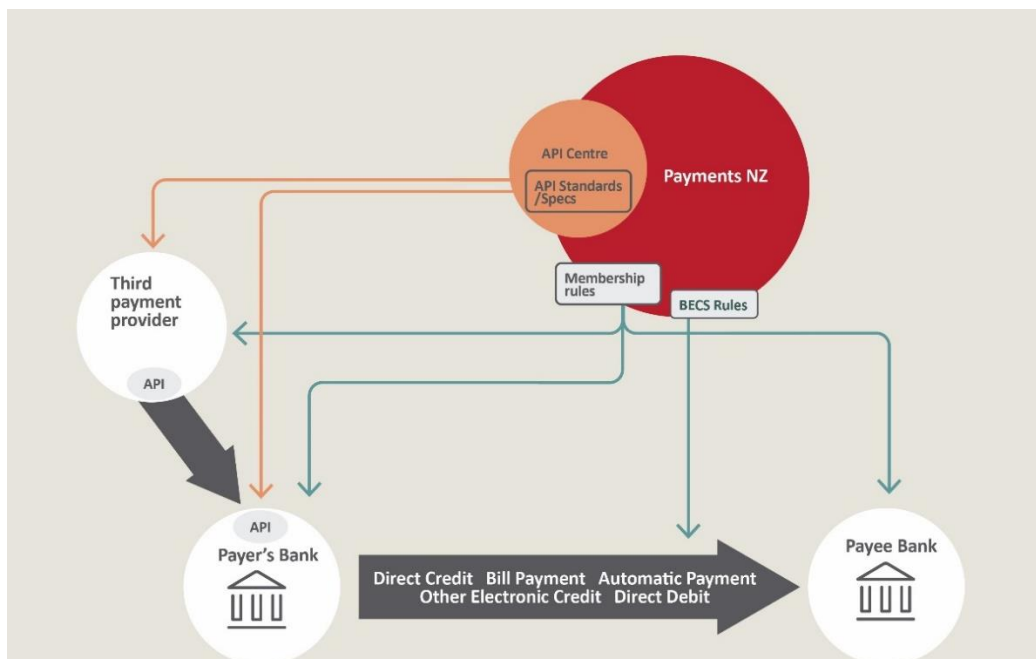 API Centre
API Standards
/Specs
Payments NZ
Third
payment
provider
Membership
rules
BECS Rules
API
API
Payer's Bank
Payee Bank
Direct Credit Bill Payment Automatic Payment
Other Electronic Credit Direct Debit